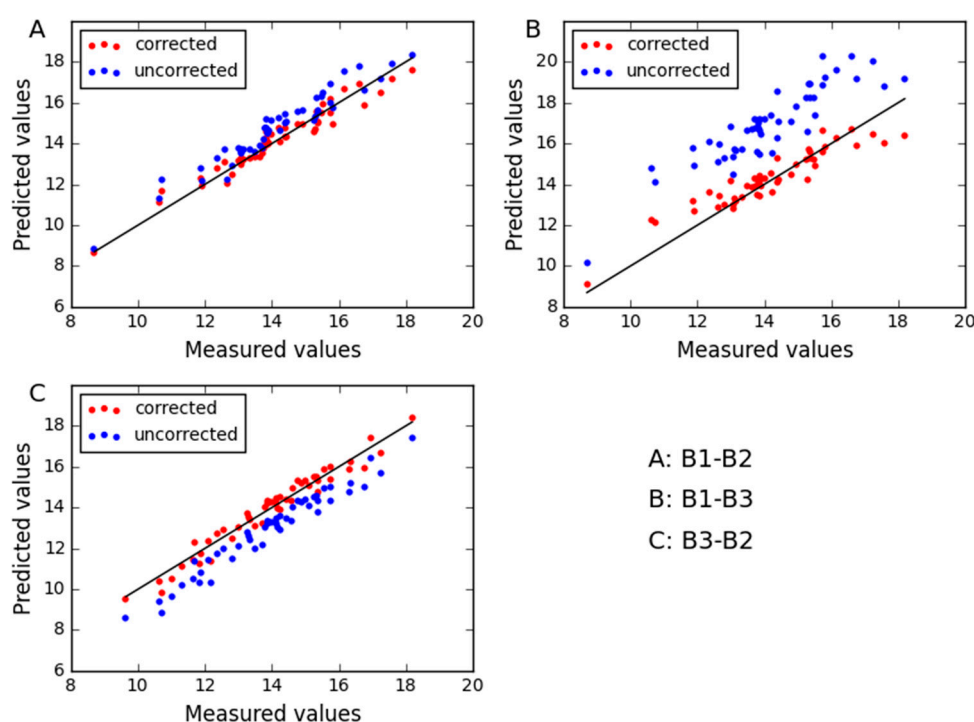 A
corrected
uncorrected
Predicted values
18
16
14
12
10
8
6
8 10 12 14 16 18 20
Measured values
B
corrected
uncorrected
Predicted values
20
18
16
14
12
10
8
8 10 12 14 16 18 20
Measured values
C
corrected
uncorrected
Predicted values
18
16
14
12
10
8
6
8 10 12 14 16 18 20
Measured values
A: B1-B2
B: B1-B3
C: B3-B2